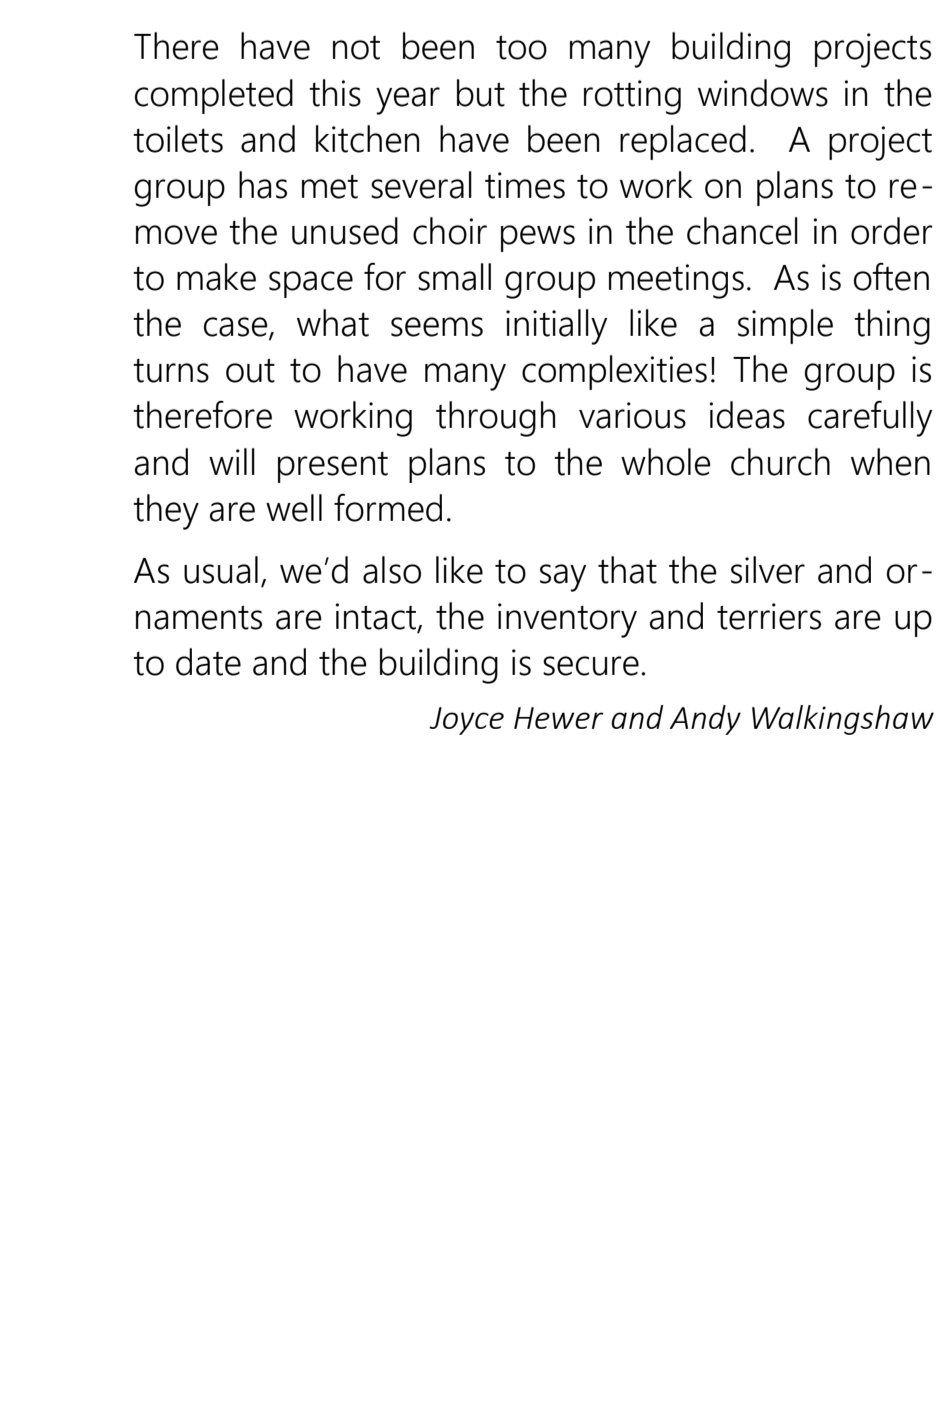 There have not been too many building projects
completed this year but the rotting windows in the
toilets and kitchen have been replaced.  A project
group has met several times to work on plans to re-
move the unused choir pews in the chancel in order
to make space for small group meetings.  As is often
the case, what seems initially like a simple thing
turns out to have many complexities! The group is
therefore working through various ideas carefully
and will present plans to the whole church when
they are well formed.
As usual, we’d also like to say that the silver and or-
naments are intact, the inventory and terriers are up
to date and the building is secure.
Joyce Hewer and Andy Walkingshaw